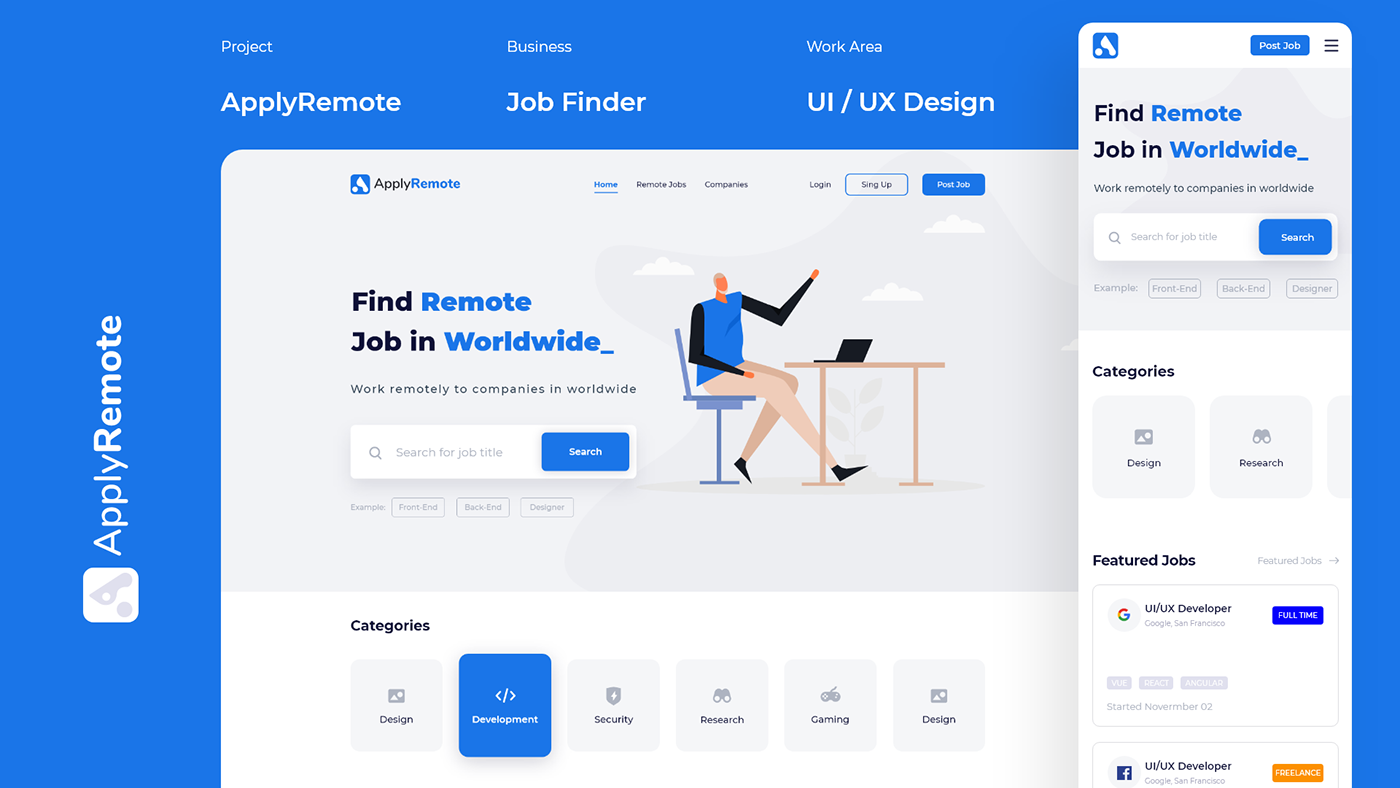 Project
ApplyRemote
Business
Job Finder
Work Area
UI / UX Design
ApplyRemote
ApplyRemote
Home
Remote Jobs
Companies
Login
Sing Up
Post Job
Find Remote
Job in Worldwide_
Work remotely to companies in worldwide
Search for job title
Search
Example:
Front-End
Back-End
Designer
Categories
Design
Development
Security
Research
Gaming
Design
Post Job
Find Remote
Job in Worldwide_
Work remotely to companies in worldwide
Search for job title
Search
Example:
Front-End
Back-End
Designer
Categories
Design
Research
Featured Jobs
Featured Jobs
UI/UX Developer
Google, San Francisco
FULL TIME
VUE
REACT
ANGULAR
Started Novermber 02
UI/UX Developer
Google, San Francisco
FREELANCE